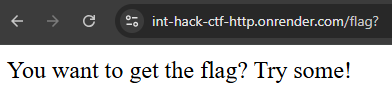 int-hack-ctf-http.onrender.com/flag?
You want to get the flag? Try some!